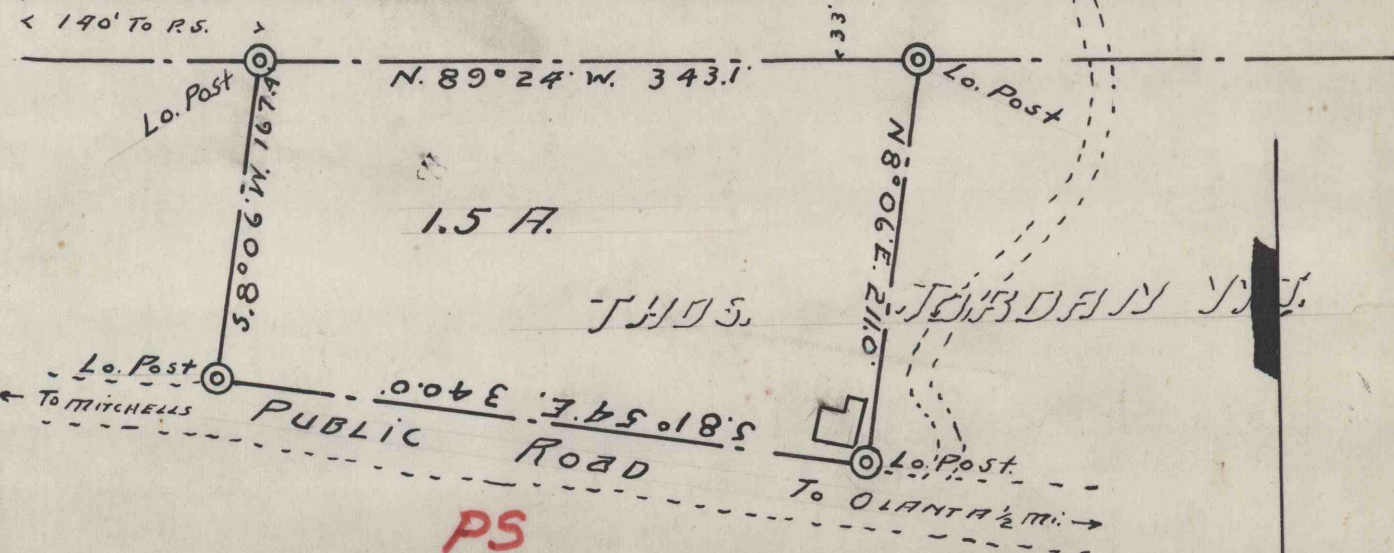 < 140' To P.S. >
33'
Lo. Post
N. 89° 24' W. 343.1'
Lo. Post
S. 8° 06' W. 167.4
N 8° 06' E. 211.0'
1.5 A.
THOS. JORDAN
Lo. Post
← To MITCHELLS
S. 81° 54' E. 340.0'
PUBLIC ROAD
Lo. Post.
To OLANTA ½ Mi. →
PS